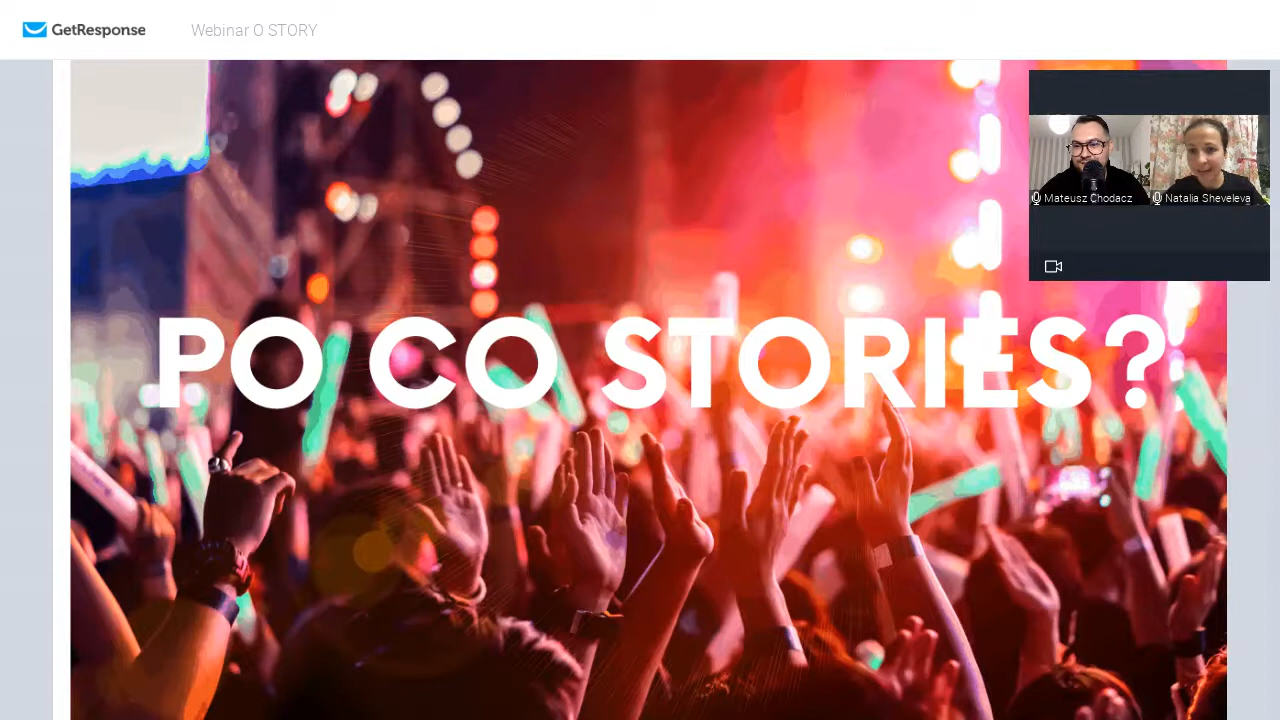 GetResponse
Webinar O STORY
Mateusz Chodacz
Natalia Sheveleva
PO CO STORIES?